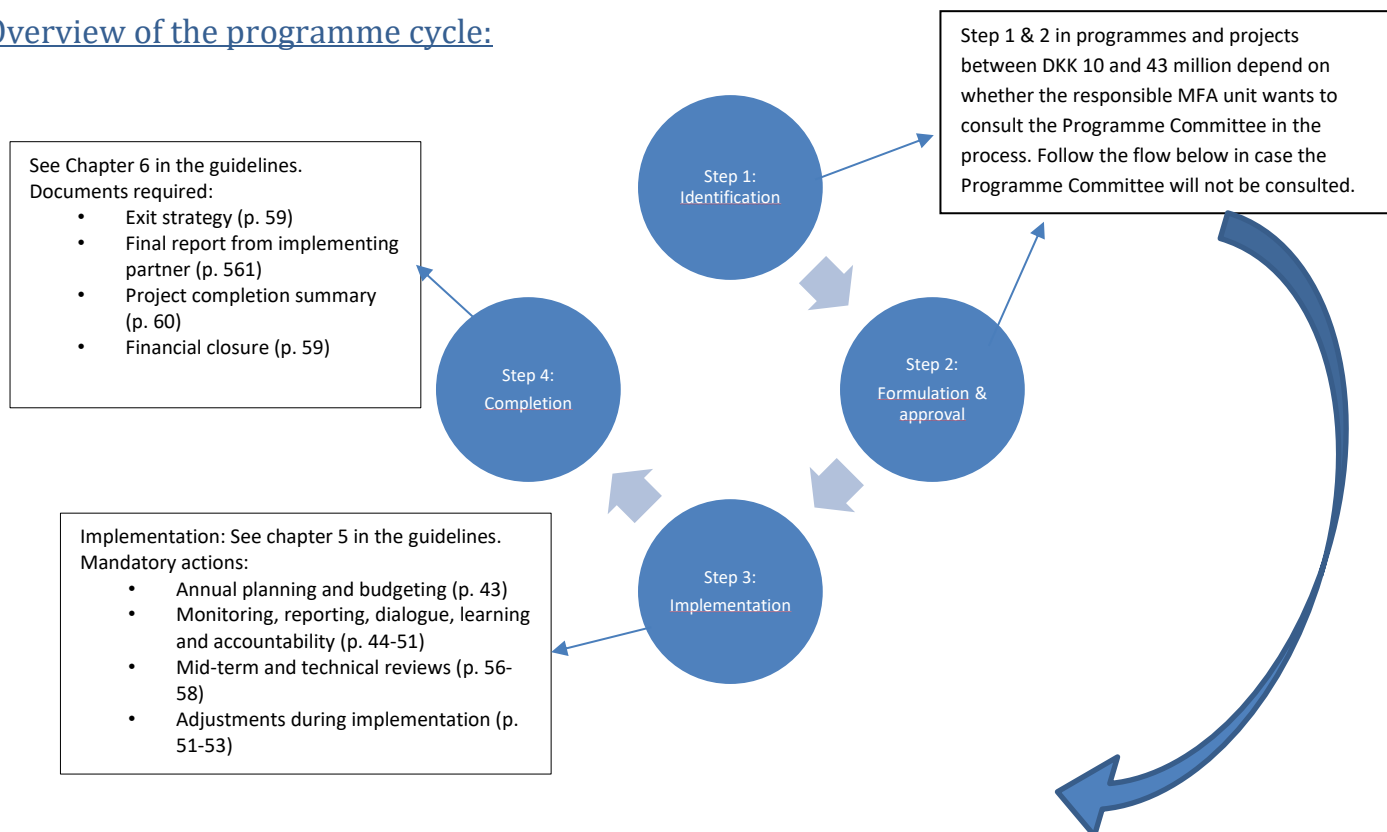 Overview of the programme cycle:
Step 1 & 2 in programmes and projects
between DKK 10 and 43 million depend on
whether the responsible MFA unit wants to
consult the Programme Committee in the
process. Follow the flow below in case the
Programme Committee will not be consulted.
See Chapter 6 in the guidelines.
Documents required:
• Exit strategy (p. 59)
• Final report from implementing
partner (p. 561)
• Project completion summary
(p. 60)
• Financial closure (p. 59)
Step 1:
Identification
Step 2:
Formulation &
approval
Step 4:
Completion
Implementation: See chapter 5 in the guidelines.
Mandatory actions:
• Annual planning and budgeting (p. 43)
• Monitoring, reporting, dialogue, learning
and accountability (p. 44-51)
• Mid-term and technical reviews (p. 56-
58)
• Adjustments during implementation (p.
51-53)
Step 3:
Implementation